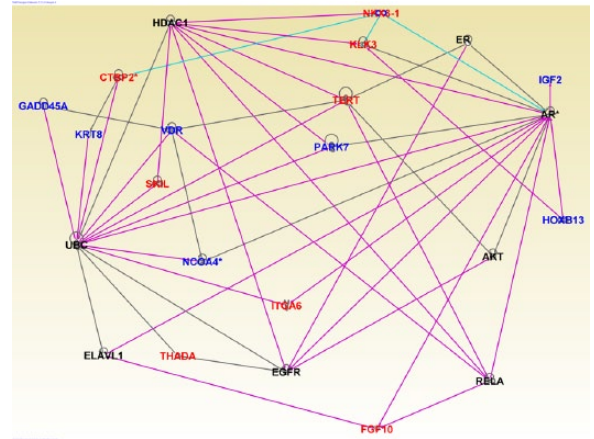 HDAC1
NKX3-1
ER
KLK3
CTBP2*
IGF2
TERT
GADD45A
AR*
KRT8
VDR
PARK7
SKIL
HOXB13
UBC
NCOA4*
AKT
ITGA6
ELAVL1
THADA
EGFR
RELA
FGF10